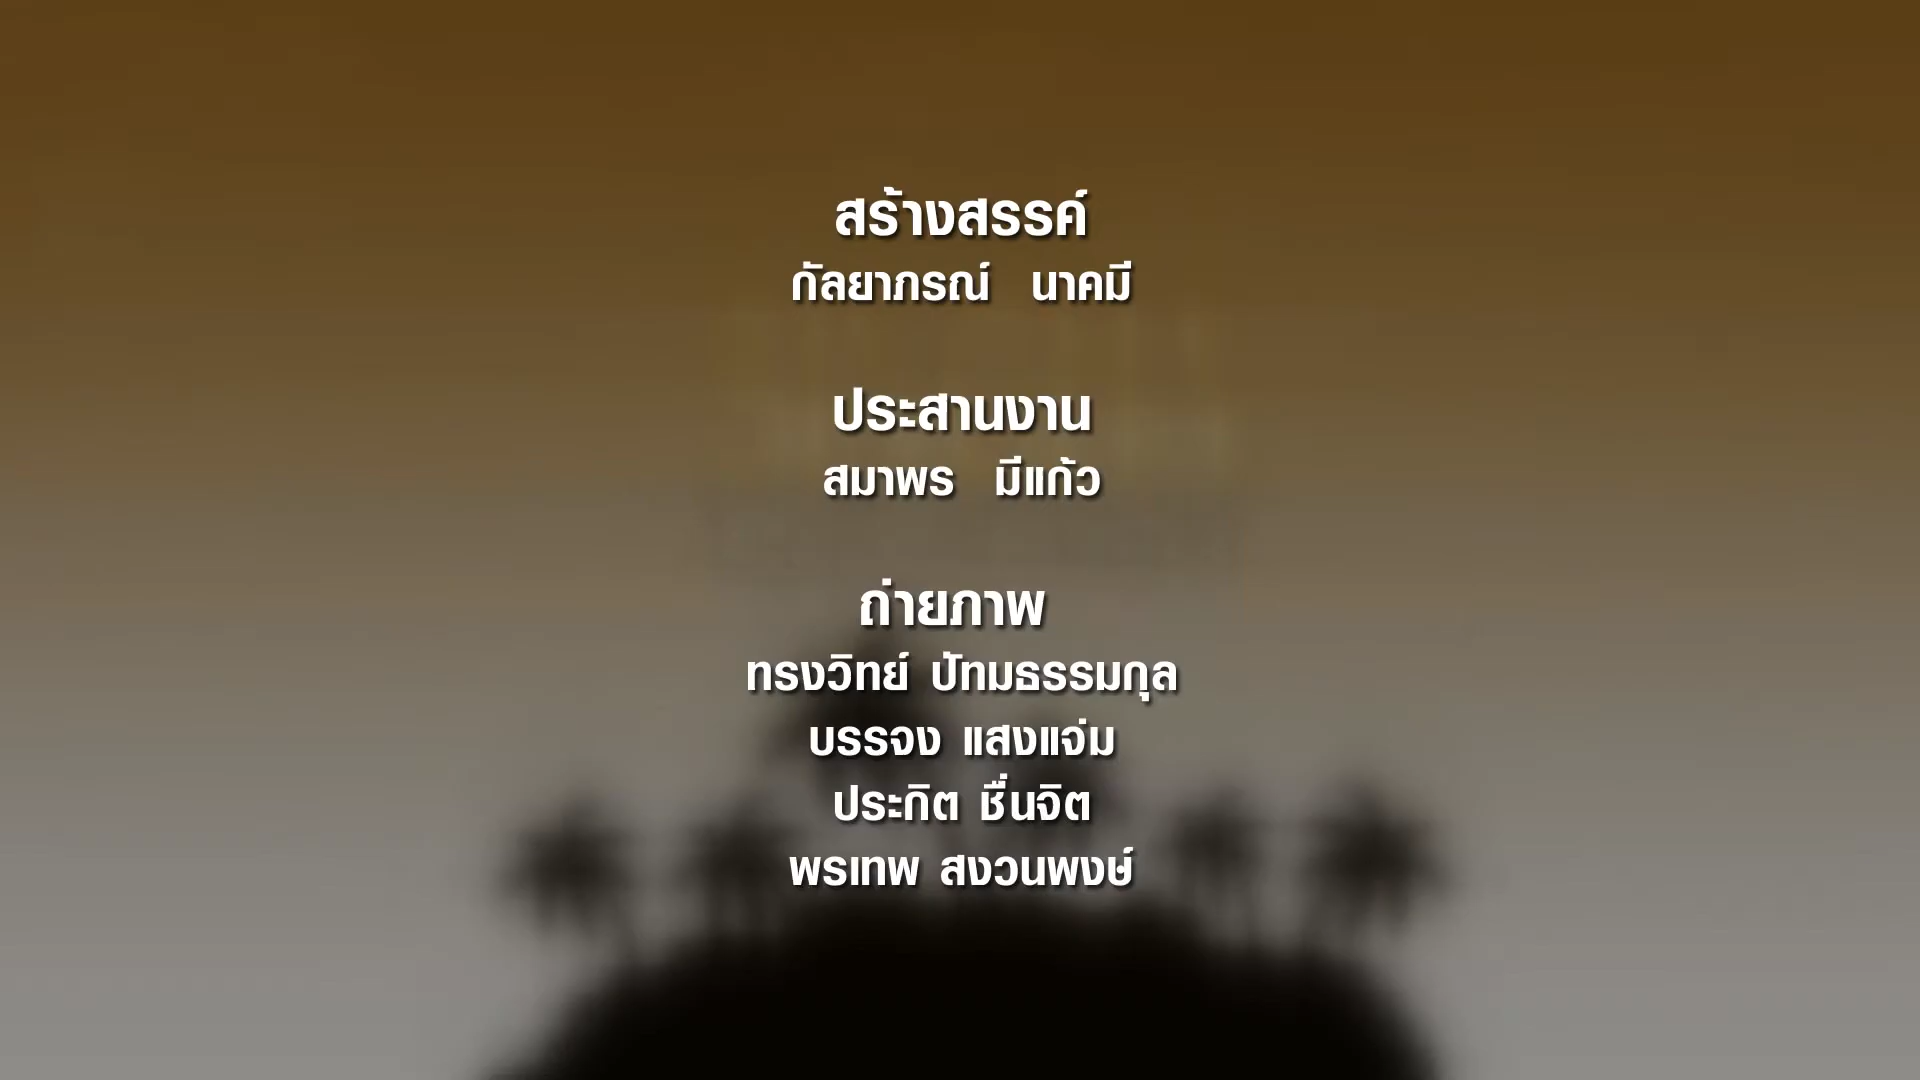 สร้างสรรค์
กัลยาภรณ์ นาคมี
ประสานงาน
สมาพร มีแก้ว
ถ่ายภาพ
ทรงวิทย์ ปัทมธรรมกุล
บรรจง แสงแจ่ม
ประกิต ชื่นจิต
พรเทพ สงวนพงษ์